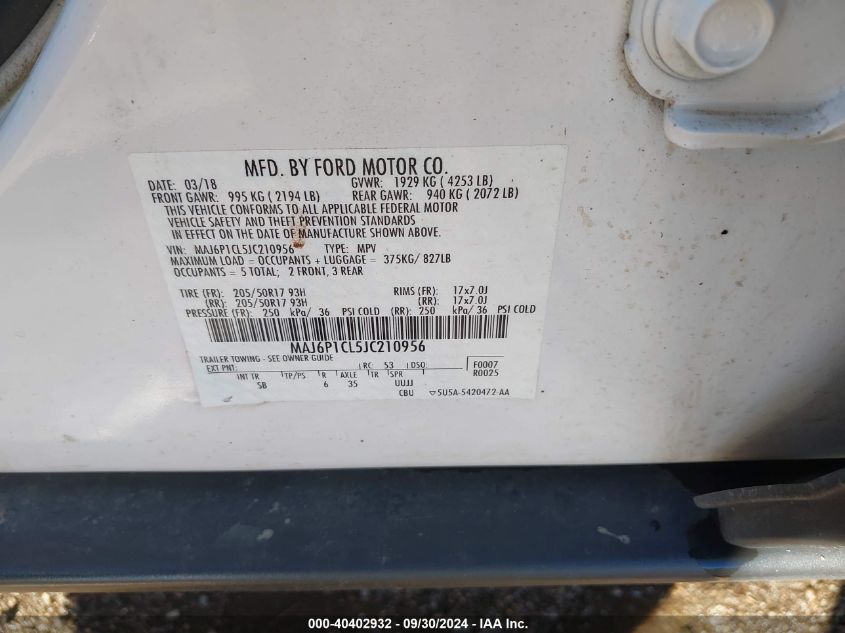 MFD. BY FORD MOTOR CO.
DATE: 03/18 GVWR: 1929 KG ( 4253 LB)
FRONT GAWR: 995 KG ( 2194 LB) REAR GAWR: 940 KG ( 2072 LB)
THIS VEHICLE CONFORMS TO ALL APPLICABLE FEDERAL MOTOR
VEHICLE SAFETY AND THEFT PREVENTION STANDARDS
IN EFFECT ON THE DATE OF MANUFACTURE SHOWN ABOVE.
VIN: MAJ6P1CL5JC210956 TYPE: MPV
MAXIMUM LOAD = OCCUPANTS + LUGGAGE = 375KG/ 827LB
OCCUPANTS = 5 TOTAL; 2 FRONT, 3 REAR
TIRE (FR): 205/50R17 93H RIMS (FR): 17x7.0J
(RR): 205/50R17 93H (RR): 17x7.0J
PRESSURE (FR): 250 kPa/ 36 PSI COLD (RR): 250 kPa/ 36 PSI COLD
MAJ6P1CL5JC210956
TRAILER TOWING - SEE OWNER GUIDE
EXT PNT: RC: 53 DSO: F0007
R0025
INT TR TP/PS R AXLE TR SPR
SB 6 35 UUJJ
CBU ▽5U5A-5420472-AA
000-40402932 - 09/30/2024 - IAAI.com